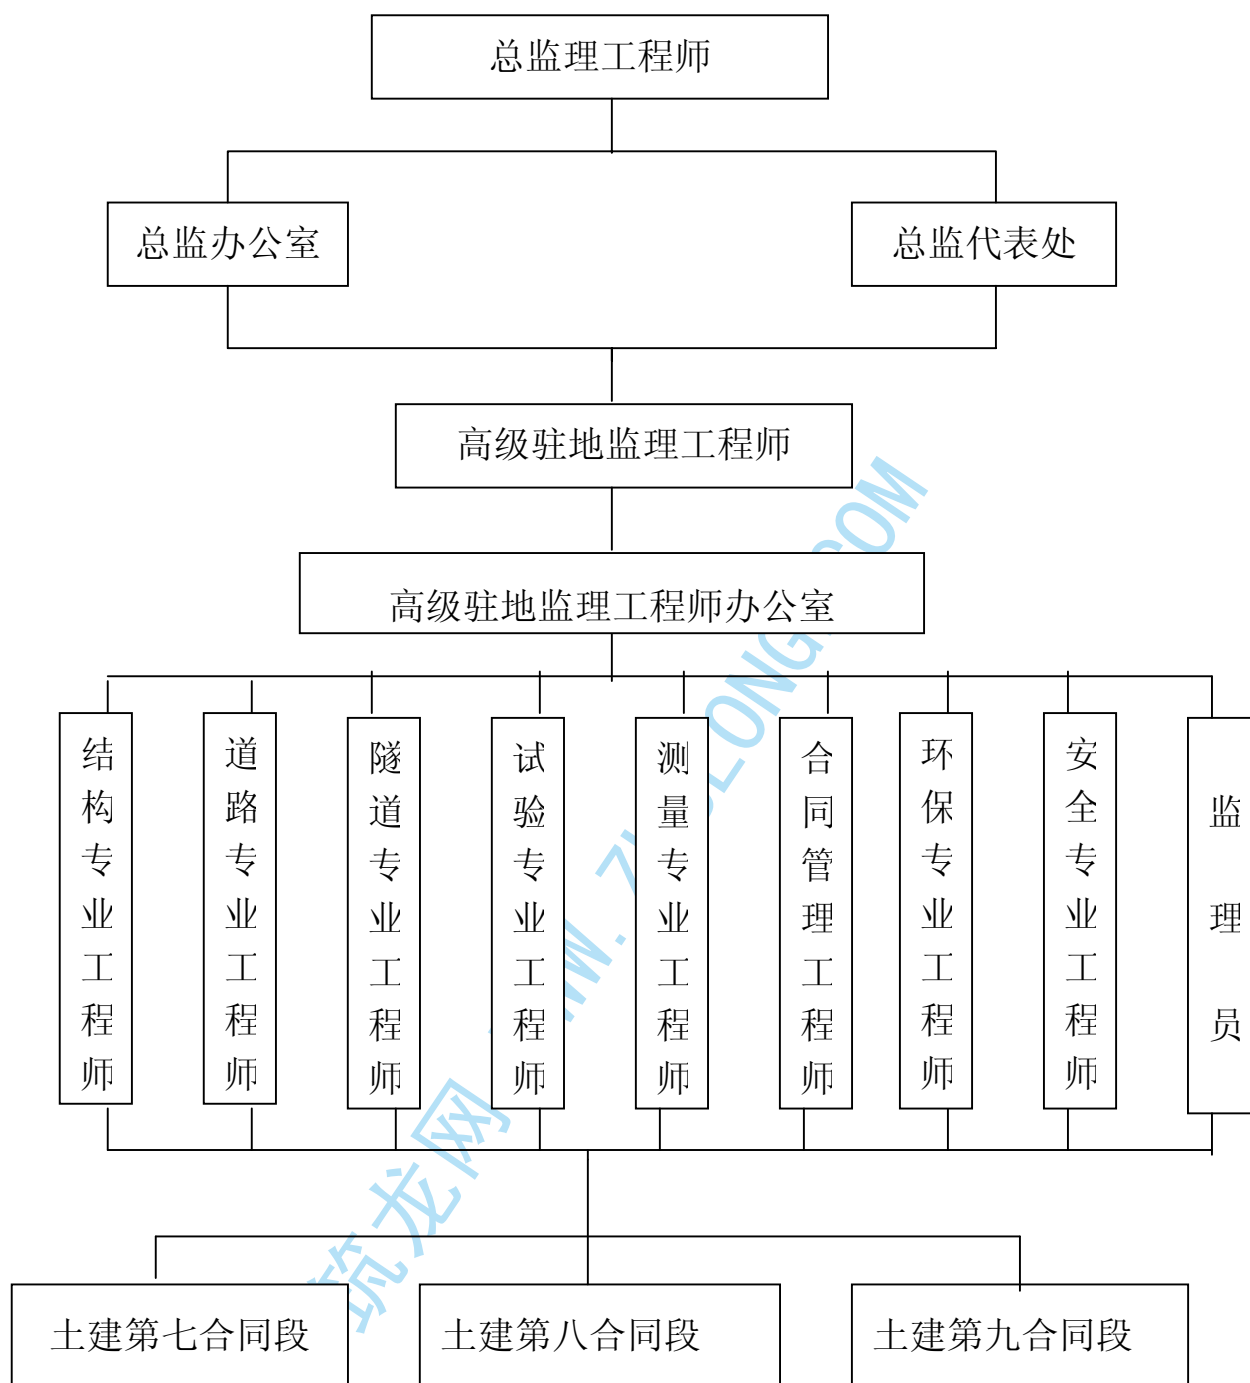 总监理工程师
总监办公室
总监代表处
高级驻地监理工程师
高级驻地监理工程师办公室
结构专业工程师
道路专业工程师
隧道专业工程师
试验专业工程师
测量专业工程师
合同管理工程师
环保专业工程师
安全专业工程师
监理员
土建第七合同段
土建第八合同段
土建第九合同段